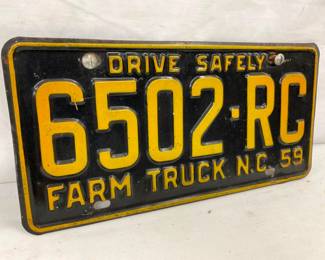 DRIVE SAFELY
6502-RC
FARM TRUCK N.C. 59